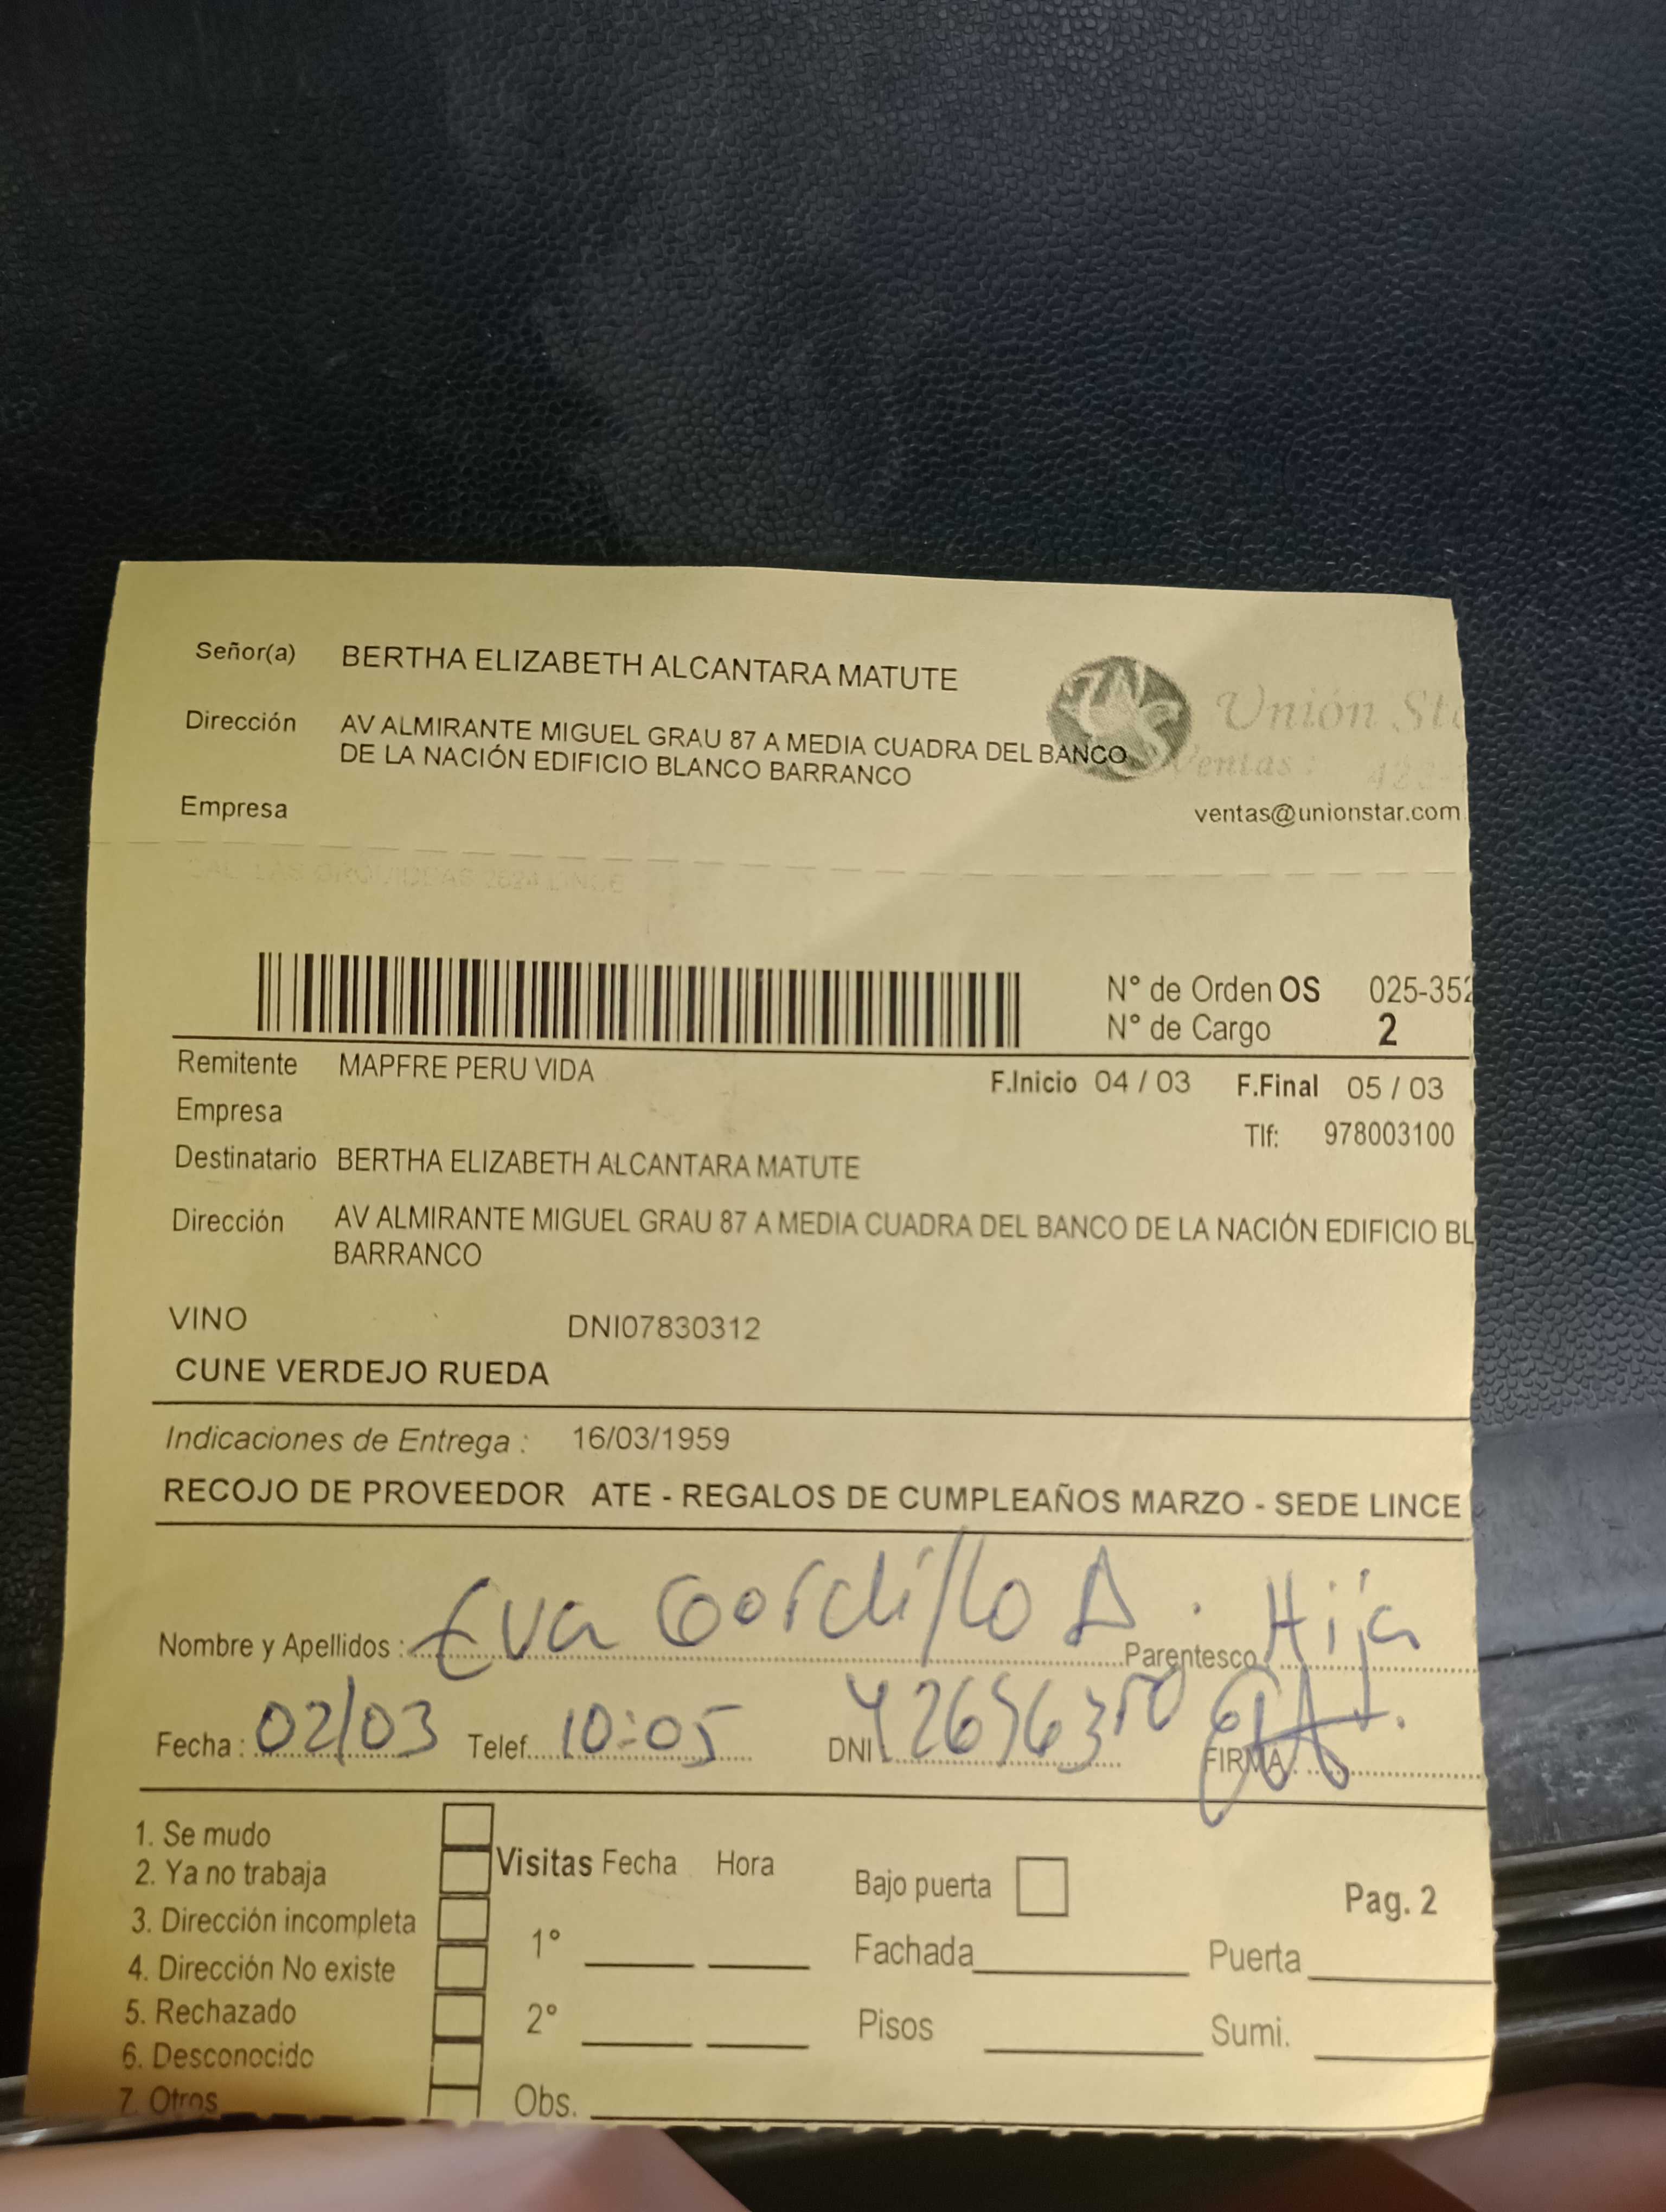 Señor(a) BERTHA ELIZABETH ALCANTARA MATUTE
Dirección AV ALMIRANTE MIGUEL GRAU 87 A MEDIA CUADRA DEL BANCO
DE LA NACIÓN EDIFICIO BLANCO BARRANCO
Unión
Ventas :
Empresa
ventas@unionstar.com
N° de Orden OS 025-352
N° de Cargo 2
Remitente MAPFRE PERU VIDA
F.Inicio 04 / 03 F.Final 05 / 03
Empresa
Tlf: 978003100
Destinatario BERTHA ELIZABETH ALCANTARA MATUTE
Dirección AV ALMIRANTE MIGUEL GRAU 87 A MEDIA CUADRA DEL BANCO DE LA NACIÓN EDIFICIO BL
BARRANCO
VINO DNI07830312
CUNE VERDEJO RUEDA
Indicaciones de Entrega : 16/03/1959
RECOJO DE PROVEEDOR ATE - REGALOS DE CUMPLEAÑOS MARZO - SEDE LINCE
Nombre y Apellidos : Eva Gordillo A. Parentesco Hija
Fecha : 02/03 Telef. 10:05 DNI FIRMA :
1. Se mudo
2. Ya no trabaja
3. Dirección incompleta
4. Dirección No existe
5. Rechazado
6. Desconocido
7. Otros
Visitas Fecha Hora
1°
2°
Obs.
Bajo puerta
Pag. 2
Fachada Puerta
Pisos Sumi.